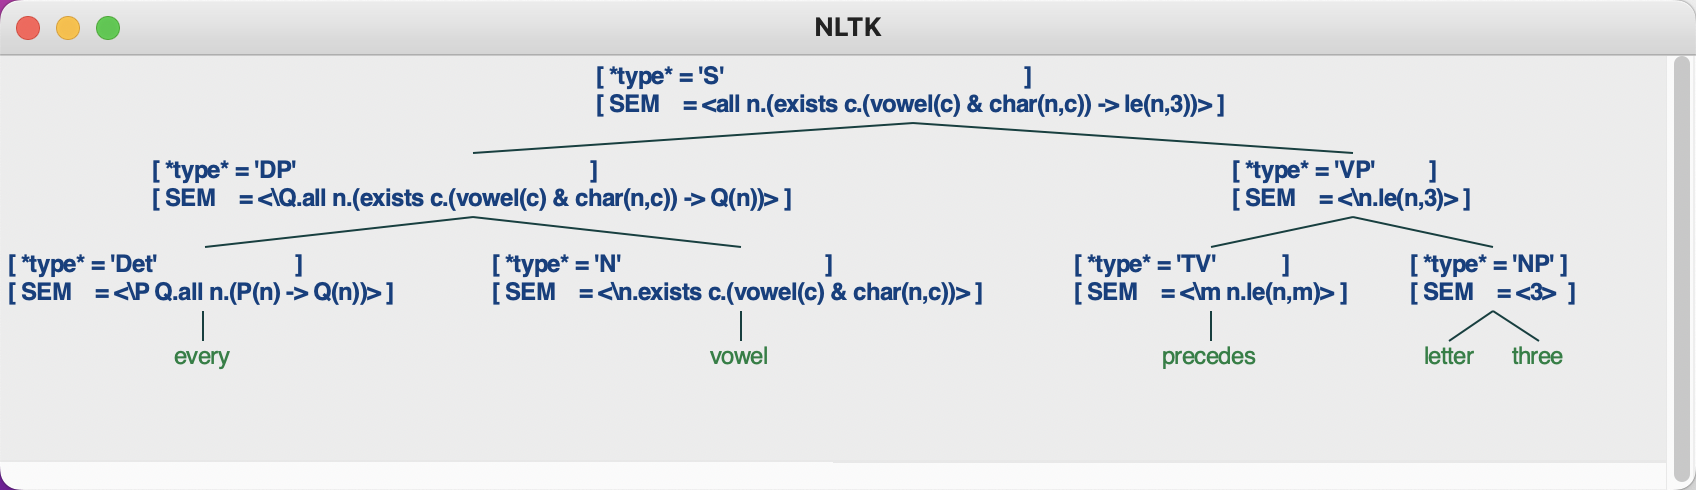 NLTK
[ *type* = 'S' ]
[ SEM = <all n.(exists c.(vowel(c) & char(n,c)) -> le(n,3))> ]
[ *type* = 'DP' ] [ *type* = 'VP' ]
[ SEM = <\Q.all n.(exists c.(vowel(c) & char(n,c)) -> Q(n))> ] [ SEM = <\n.le(n,3)> ]
[ *type* = 'Det' ] [ *type* = 'N' ] [ *type* = 'TV' ] [ *type* = 'NP' ]
[ SEM = <\P Q.all n.(P(n) -> Q(n))> ] [ SEM = <\n.exists c.(vowel(c) & char(n,c))> ] [ SEM = <\m n.le(n,m)> ] [ SEM = <3> ]
every vowel precedes letter three